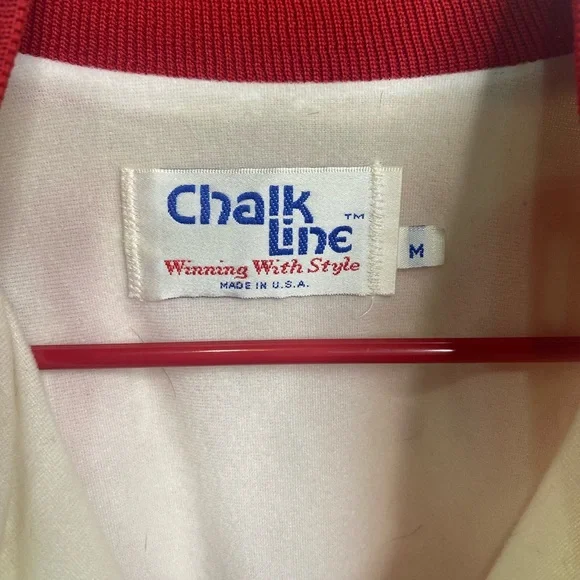 Chalk
Line ™
Winning With Style
MADE IN U.S.A.
M